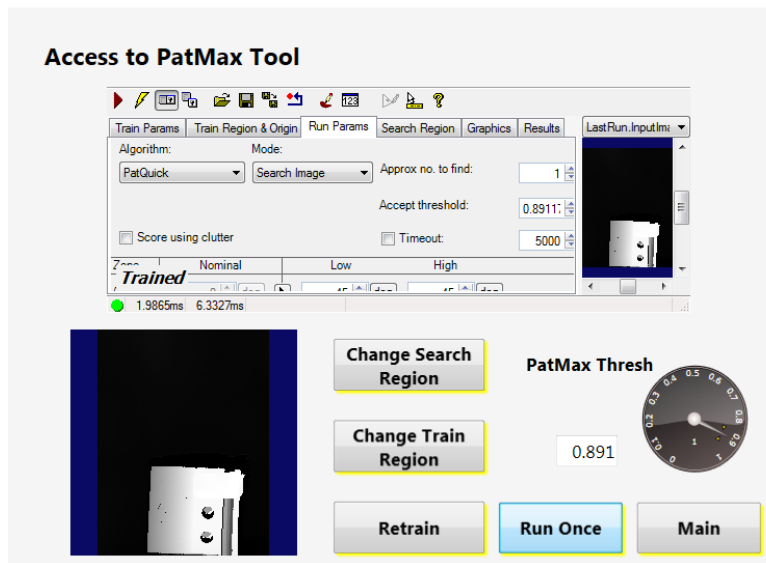 Access to PatMax Tool
123
Train Params Train Region & Origin Run Params Search Region Graphics Results LastRun.InputIma
Algorithm: Mode:
PatQuick Search Image Approx no. to find: 1
Accept threshold: 0.8911
Score using clutter Timeout: 5000
Nominal Low High
Trained
1.9865ms 6.3327ms
Change Search
Region
PatMax Thresh
0 0.1 0.2 0.3 0.4 0.5 0.6 0.7 0.8 0.9 1
1
Change Train
Region
0.891
Retrain Run Once Main